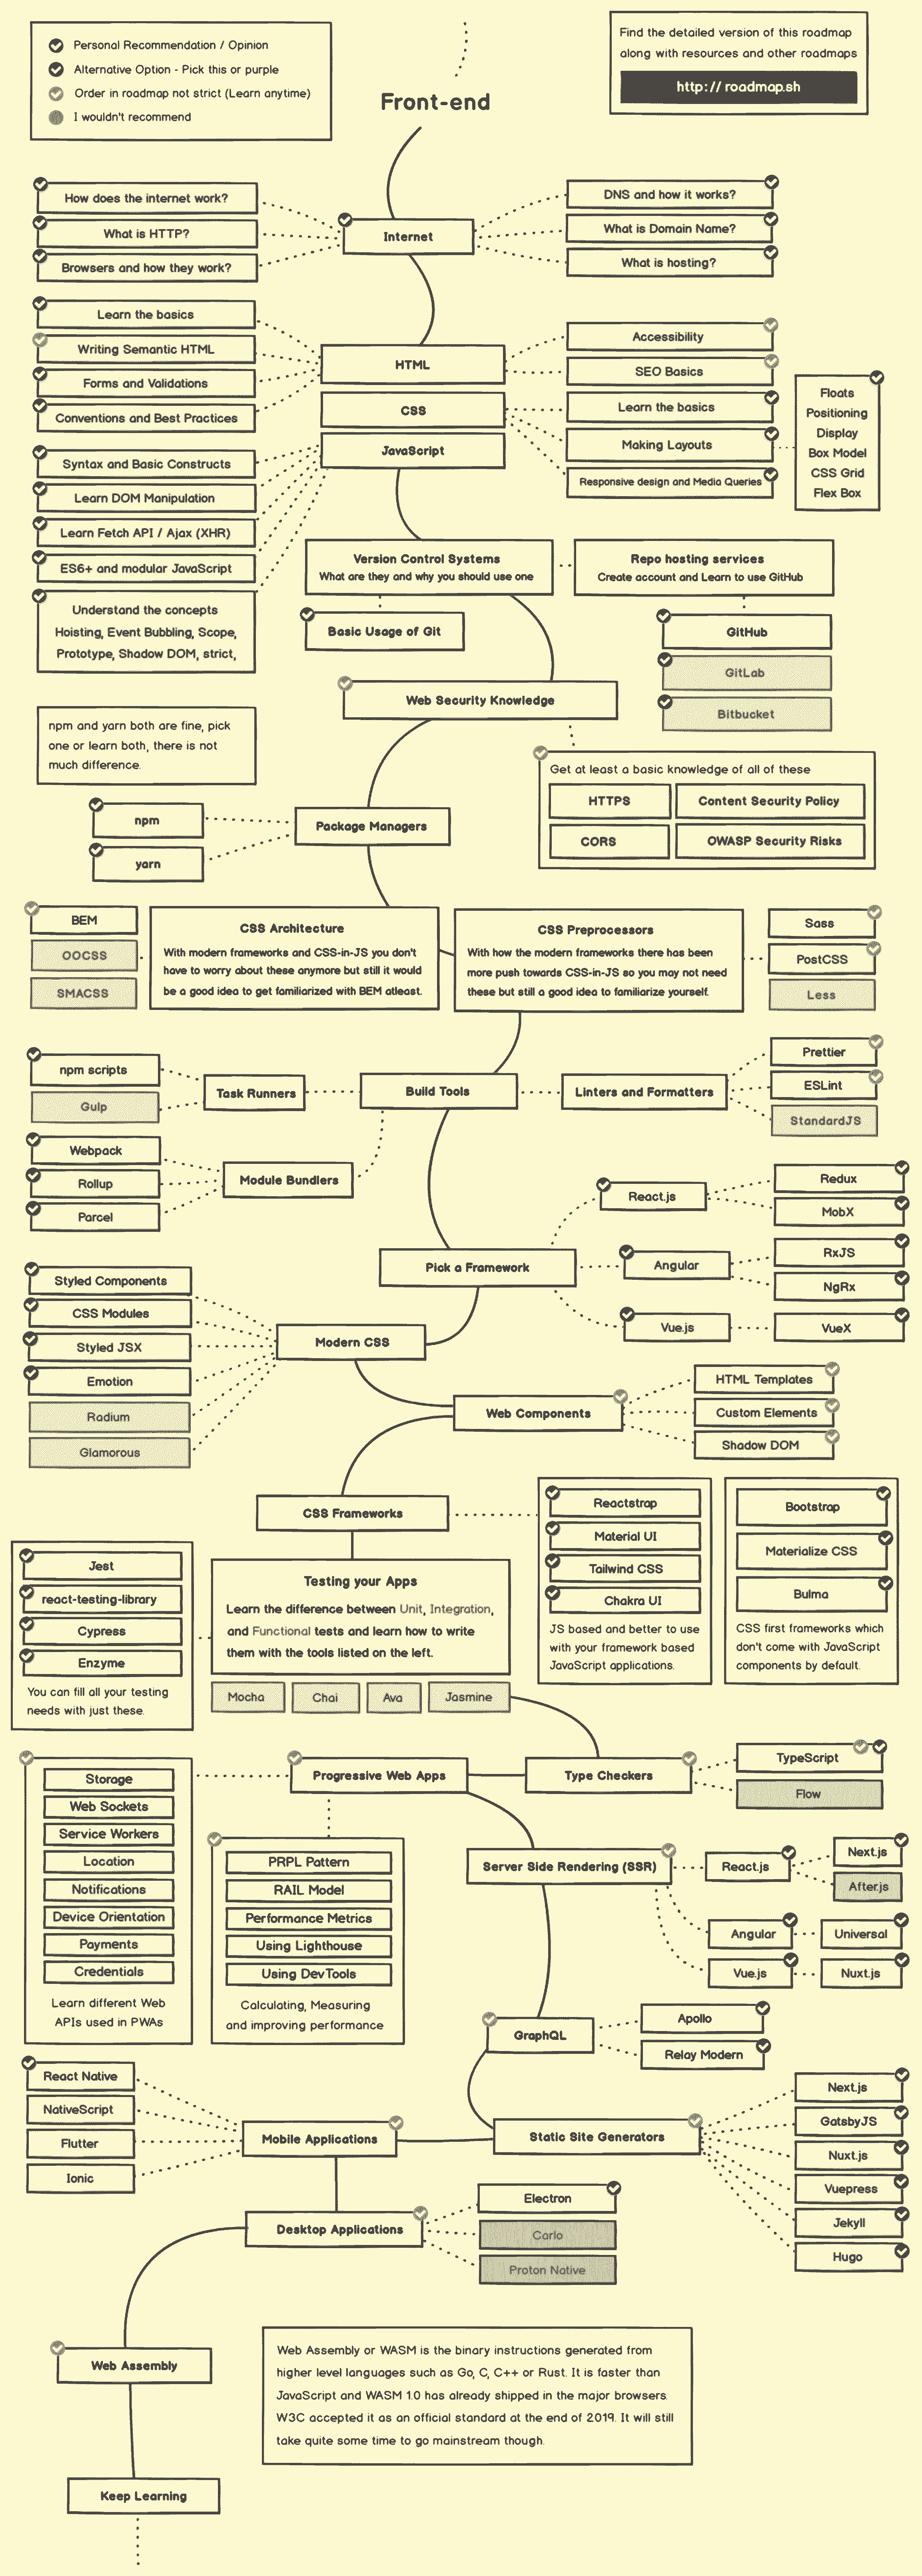 Personal Recommendation / Opinion
Alternative Option - Pick this or purple
Order in roadmap not strict (Learn anytime)
I wouldn't recommend
Find the detailed version of this roadmap
along with resources and other roadmaps
http://roadmap.sh
Front-end
How does the internet work?
What is HTTP?
Browsers and how they work?
Internet
DNS and how it works?
What is Domain Name?
What is hosting?
Learn the basics
Writing Semantic HTML
Forms and Validations
Conventions and Best Practices
HTML
Accessibility
SEO Basics
CSS
Learn the basics
Making Layouts
Responsive design and Media Queries
Floats
Positioning
Display
Box Model
CSS Grid
Flex Box
JavaScript
Syntax and Basic Constructs
Learn DOM Manipulation
Learn Fetch API / Ajax (XHR)
ES6+ and modular JavaScript
Understand the concepts
Hoisting, Event Bubbling, Scope,
Prototype, Shadow DOM, strict,
Version Control Systems
What are they and why you should use one
Repo hosting services
Create account and Learn to use GitHub
Basic Usage of Git
GitHub
GitLab
Bitbucket
Web Security Knowledge
Get at least a basic knowledge of all of these
HTTPS
Content Security Policy
CORS
OWASP Security Risks
npm and yarn both are fine, pick
one or learn both, there is not
much difference.
npm
yarn
Package Managers
BEM
OOCSS
SMACSS
CSS Architecture
With modern frameworks and CSS-in-JS you don't
have to worry about these anymore but still it would
be a good idea to get familiarized with BEM atleast.
CSS Preprocessors
With how the modern frameworks there has been
more push towards CSS-in-JS so you may not need
these but still a good idea to familiarize yourself.
Sass
PostCSS
Less
npm scripts
Gulp
Task Runners
Build Tools
Linters and Formatters
Prettier
ESLint
StandardJS
Webpack
Rollup
Parcel
Module Bundlers
Pick a Framework
React.js
Redux
MobX
Angular
RxJS
NgRx
Vue.js
VueX
Styled Components
CSS Modules
Styled JSX
Emotion
Radium
Glamorous
Modern CSS
Web Components
HTML Templates
Custom Elements
Shadow DOM
CSS Frameworks
Reactstrap
Material UI
Tailwind CSS
Chakra UI
JS based and better to use
with your framework based
JavaScript applications.
Bootstrap
Materialize CSS
Bulma
CSS first frameworks which
don't come with JavaScript
components by default.
Jest
react-testing-library
Cypress
Enzyme
You can fill all your testing
needs with just these.
Testing your Apps
Learn the difference between Unit, Integration,
and Functional tests and learn how to write
them with the tools listed on the left.
Mocha
Chai
Ava
Jasmine
Type Checkers
TypeScript
Flow
Progressive Web Apps
Storage
Web Sockets
Service Workers
Location
Notifications
Device Orientation
Payments
Credentials
Learn different Web
APIs used in PWAs
PRPL Pattern
RAIL Model
Performance Metrics
Using Lighthouse
Using DevTools
Calculating, Measuring
and improving performance
Server Side Rendering (SSR)
React.js
Next.js
After.js
Angular
Universal
Vue.js
Nuxt.js
GraphQL
Apollo
Relay Modern
Static Site Generators
Next.js
GatsbyJS
Nuxt.js
Vuepress
Jekyll
Hugo
React Native
NativeScript
Flutter
Ionic
Mobile Applications
Desktop Applications
Electron
Carlo
Proton Native
Web Assembly
Web Assembly or WASM is the binary instructions generated from
higher level languages such as Go, C, C++ or Rust. It is faster than
JavaScript and WASM 1.0 has already shipped in the major browsers.
W3C accepted it as an official standard at the end of 2019. It will still
take quite some time to go mainstream though.
Keep Learning